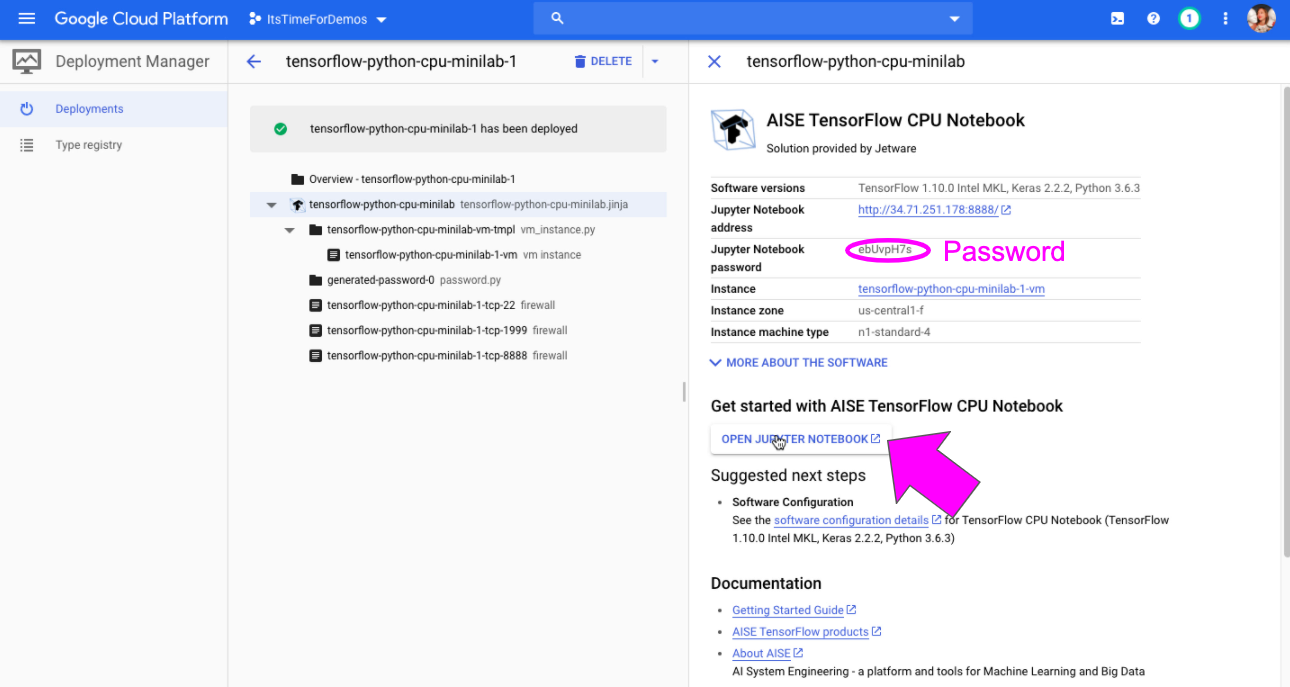 Google Cloud Platform
ItsTimeForDemos
1
Deployment Manager
Deployments
Type registry
tensorflow-python-cpu-minilab-1
DELETE
tensorflow-python-cpu-minilab-1 has been deployed
Overview - tensorflow-python-cpu-minilab-1
tensorflow-python-cpu-minilab tensorflow-python-cpu-minilab.jinja
tensorflow-python-cpu-minilab-vm-tmpl vm_instance.py
tensorflow-python-cpu-minilab-1-vm vm instance
generated-password-0 password.py
tensorflow-python-cpu-minilab-1-tcp-22 firewall
tensorflow-python-cpu-minilab-1-tcp-1999 firewall
tensorflow-python-cpu-minilab-1-tcp-8888 firewall
tensorflow-python-cpu-minilab
AISE TensorFlow CPU Notebook
Solution provided by Jetware
Software versions TensorFlow 1.10.0 Intel MKL, Keras 2.2.2, Python 3.6.3
Jupyter Notebook http://34.71.251.178:8888/
address
Jupyter Notebook ebUvpH7s Password
password
Instance tensorflow-python-cpu-minilab-1-vm
Instance zone us-central1-f
Instance machine type n1-standard-4
MORE ABOUT THE SOFTWARE
Get started with AISE TensorFlow CPU Notebook
OPEN JUPYTER NOTEBOOK
Suggested next steps
• Software Configuration
See the software configuration details for TensorFlow CPU Notebook (TensorFlow
1.10.0 Intel MKL, Keras 2.2.2, Python 3.6.3)
Documentation
• Getting Started Guide
• AISE TensorFlow products
• About AISE
AI System Engineering - a platform and tools for Machine Learning and Big Data